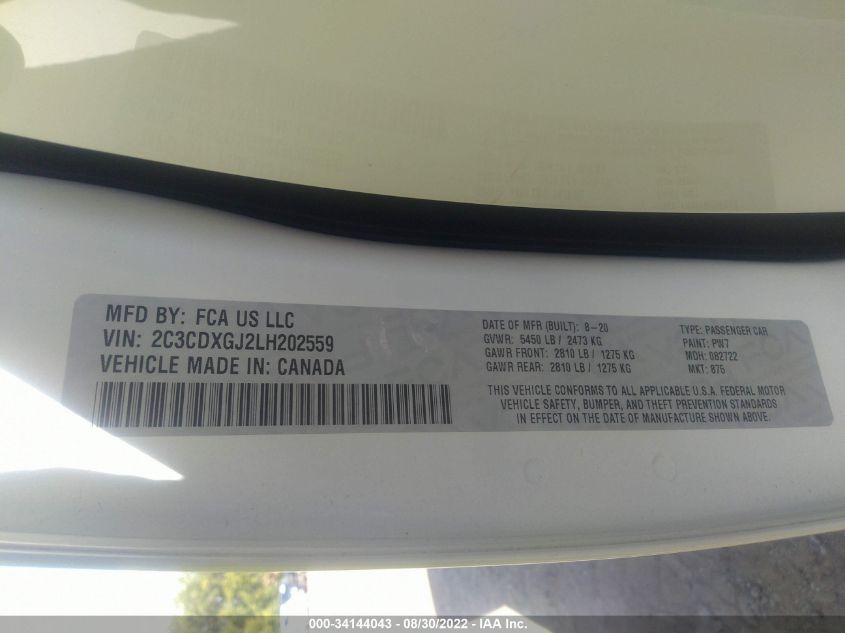 MFD BY: FCA US LLC
VIN: 2C3CDXGJ2LH202559
VEHICLE MADE IN: CANADA
DATE OF MFR (BUILT): 8-20
GVWR: 5450 LB / 2473 KG
GAWR FRONT: 2810 LB / 1275 KG
GAWR REAR: 2810 LB / 1275 KG
TYPE: PASSENGER CAR
PAINT: PW7
MDH: 082722
MKT: 875
THIS VEHICLE CONFORMS TO ALL APPLICABLE U.S.A. FEDERAL MOTOR
VEHICLE SAFETY, BUMPER, AND THEFT PREVENTION STANDARDS
IN EFFECT ON THE DATE OF MANUFACTURE SHOWN ABOVE.
000-34144043 - 08/30/2022 - IAA Inc.